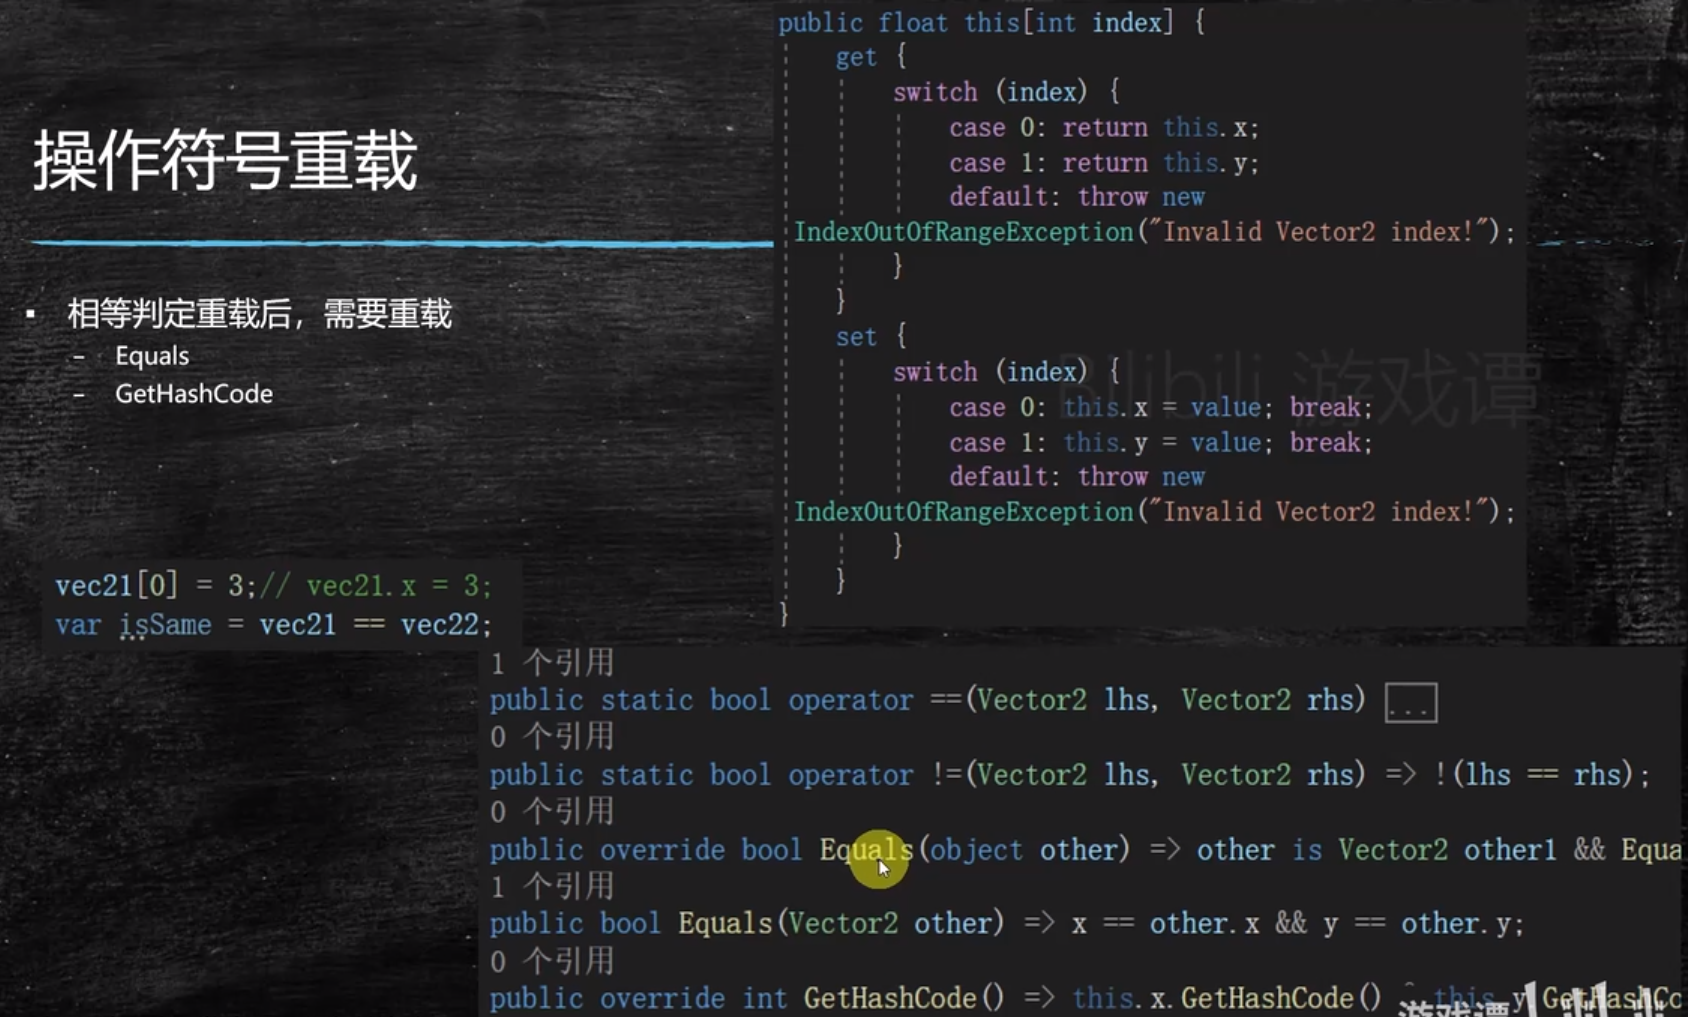 操作符号重载
▪ 相等判定重载后，需要重载
– Equals
– GetHashCode
vec21[0] = 3;// vec21.x = 3;
var isSame = vec21 == vec22;
public float this[int index] {
get {
switch (index) {
case 0: return this.x;
case 1: return this.y;
default: throw new
IndexOutOfRangeException("Invalid Vector2 index!");
}
}
set {
switch (index) {
case 0: this.x = value; break;
case 1: this.y = value; break;
default: throw new
IndexOutOfRangeException("Invalid Vector2 index!");
}
}
}
Bilibili 游戏谭
1 个引用
public static bool operator ==(Vector2 lhs, Vector2 rhs) ...
0 个引用
public static bool operator !=(Vector2 lhs, Vector2 rhs) => !(lhs == rhs);
0 个引用
public override bool Equals(object other) => other is Vector2 other1 && Equa
1 个引用
public bool Equals(Vector2 other) => x == other.x && y == other.y;
0 个引用
public override int GetHashCode() => this.x.GetHashCode() ^ this.y.GetHashCo
游戏谭